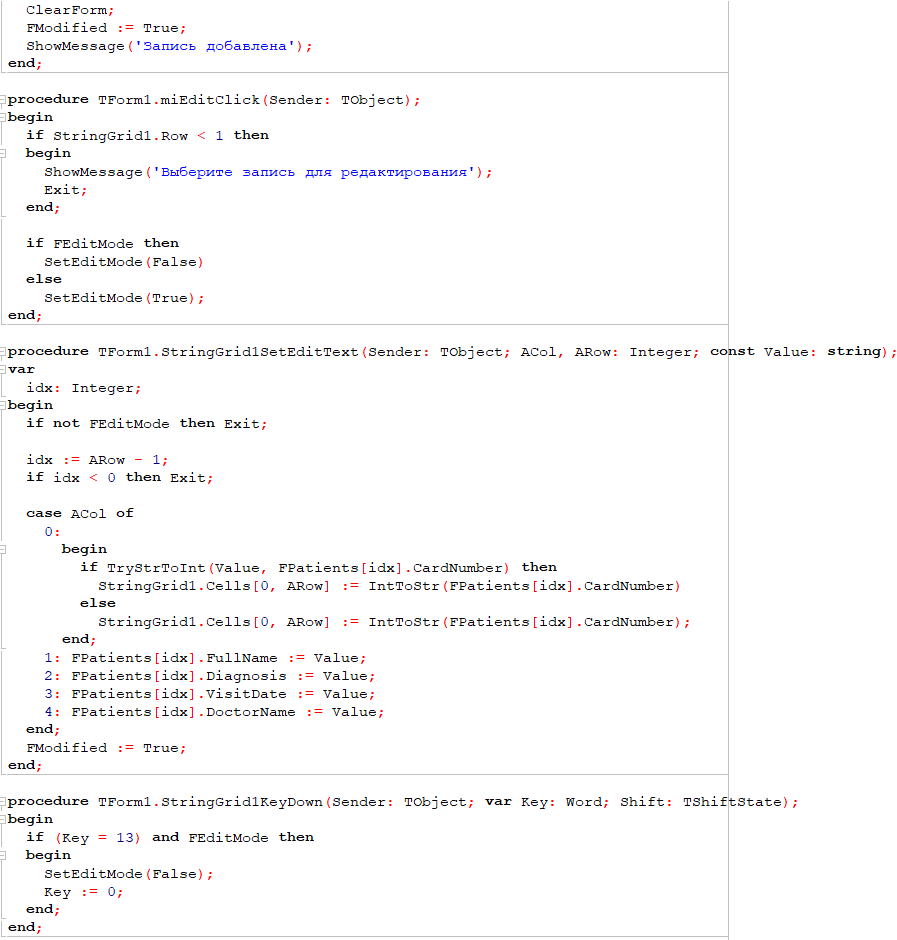 ClearForm;
FModified := True;
ShowMessage('Запись добавлена');
end;
procedure TForm1.miEditClick(Sender: TObject);
begin
if StringGrid1.Row < 1 then
begin
ShowMessage('Выберите запись для редактирования');
Exit;
end;
if FEditMode then
SetEditMode(False)
else
SetEditMode(True);
end;
procedure TForm1.StringGrid1SetEditText(Sender: TObject; ACol, ARow: Integer; const Value: string);
var
idx: Integer;
begin
if not FEditMode then Exit;
idx := ARow - 1;
if idx < 0 then Exit;
case ACol of
0:
begin
if TryStrToInt(Value, FPatients[idx].CardNumber) then
StringGrid1.Cells[0, ARow] := IntToStr(FPatients[idx].CardNumber)
else
StringGrid1.Cells[0, ARow] := IntToStr(FPatients[idx].CardNumber);
end;
1: FPatients[idx].FullName := Value;
2: FPatients[idx].Diagnosis := Value;
3: FPatients[idx].VisitDate := Value;
4: FPatients[idx].DoctorName := Value;
end;
FModified := True;
end;
procedure TForm1.StringGrid1KeyDown(Sender: TObject; var Key: Word; Shift: TShiftState);
begin
if (Key = 13) and FEditMode then
begin
SetEditMode(False);
Key := 0;
end;
end;